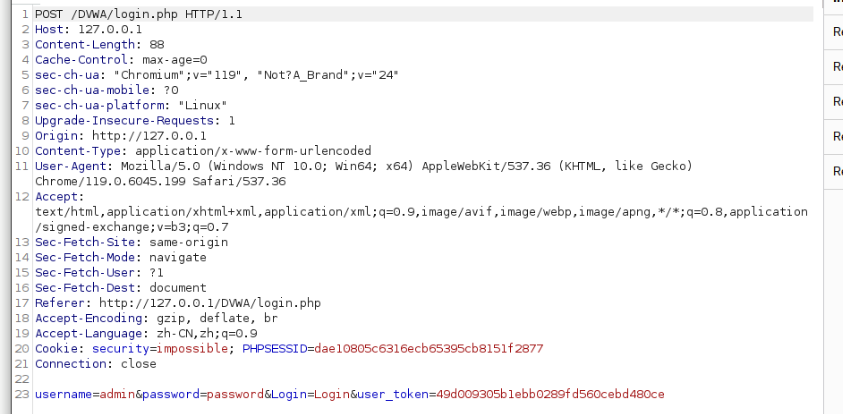 1 POST /DVWA/login.php HTTP/1.1
2 Host: 127.0.0.1
3 Content-Length: 88
4 Cache-Control: max-age=0
5 sec-ch-ua: "Chromium";v="119", "Not?A_Brand";v="24"
6 sec-ch-ua-mobile: ?0
7 sec-ch-ua-platform: "Linux"
8 Upgrade-Insecure-Requests: 1
9 Origin: http://127.0.0.1
10 Content-Type: application/x-www-form-urlencoded
11 User-Agent: Mozilla/5.0 (Windows NT 10.0; Win64; x64) AppleWebKit/537.36 (KHTML, like Gecko)
Chrome/119.0.6045.199 Safari/537.36
12 Accept:
text/html,application/xhtml+xml,application/xml;q=0.9,image/avif,image/webp,image/apng,*/*;q=0.8,application
/signed-exchange;v=b3;q=0.7
13 Sec-Fetch-Site: same-origin
14 Sec-Fetch-Mode: navigate
15 Sec-Fetch-User: ?1
16 Sec-Fetch-Dest: document
17 Referer: http://127.0.0.1/DVWA/login.php
18 Accept-Encoding: gzip, deflate, br
19 Accept-Language: zh-CN,zh;q=0.9
20 Cookie: security=impossible; PHPSESSID=dae10805c6316ecb65395cb8151f2877
21 Connection: close
22
23 username=admin&password=password&Login=Login&user_token=49d009305b1ebb0289fd560cebd480ce